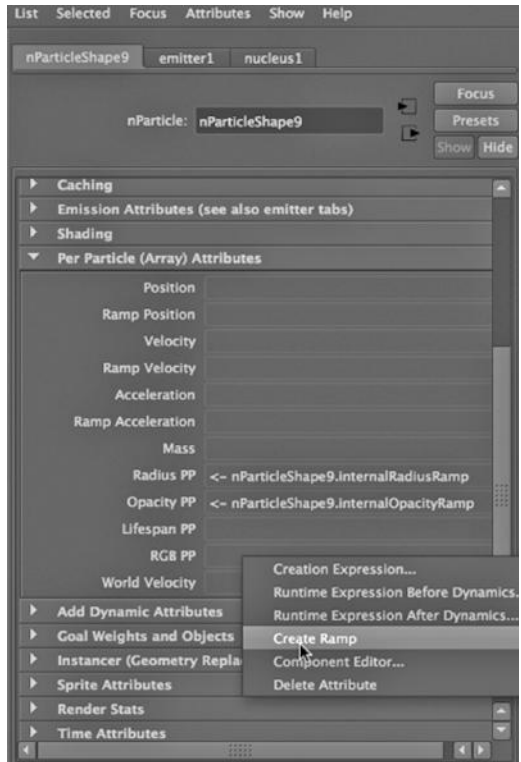 List Selected Focus Attributes Show Help
nParticleShape9 emitter1 nucleus1
Focus
nParticle: nParticleShape9
Presets
Show Hide
Caching
Emission Attributes (see also emitter tabs)
Shading
Per Particle (Array) Attributes
Position
Ramp Position
Velocity
Ramp Velocity
Acceleration
Ramp Acceleration
Mass
Radius PP <- nParticleShape9.internalRadiusRamp
Opacity PP <- nParticleShape9.internalOpacityRamp
Lifespan PP
RGB PP
World Velocity
Creation Expression...
Runtime Expression Before Dynamics.
Runtime Expression After Dynamics...
Create Ramp
Component Editor...
Delete Attribute
Add Dynamic Attributes
Goal Weights and Objects
Instancer (Geometry Repla
Sprite Attributes
Render Stats
Time Attributes